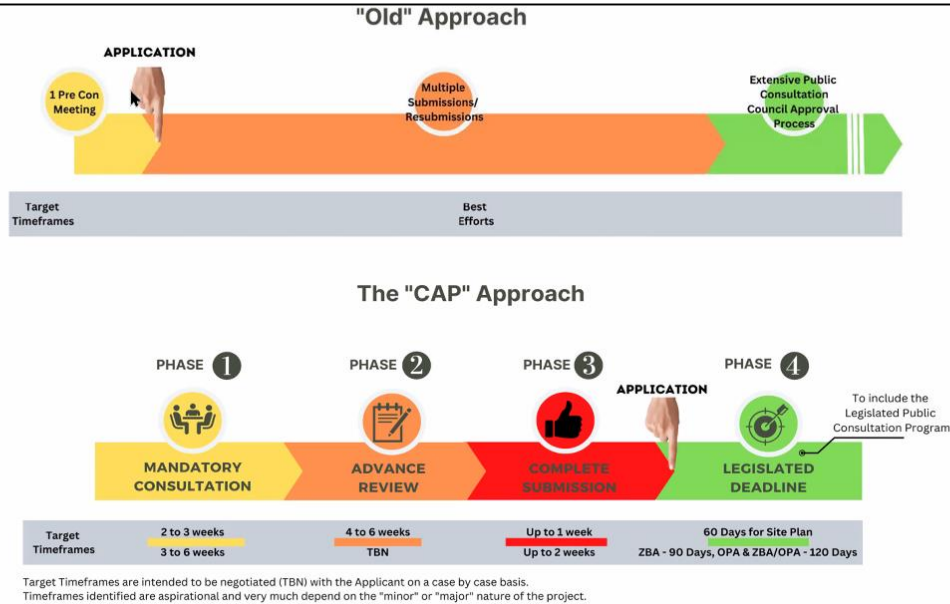 "Old" Approach
APPLICATION
1 Pre Con
Meeting
Multiple
Submissions/
Resubmissions
Extensive Public
Consultation
Council Approval
Process
Target
Timeframes
Best
Efforts
The "CAP" Approach
PHASE 1
PHASE 2
PHASE 3
PHASE 4
APPLICATION
To include the
Legislated Public
Consultation Program
MANDATORY
CONSULTATION
ADVANCE
REVIEW
COMPLETE
SUBMISSION
LEGISLATED
DEADLINE
Target
Timeframes
2 to 3 weeks
3 to 6 weeks
4 to 6 weeks
TBN
Up to 1 week
Up to 2 weeks
60 Days for Site Plan
ZBA - 90 Days, OPA & ZBA/OPA - 120 Days
Target Timeframes are intended to be negotiated (TBN) with the Applicant on a case by case basis.
Timeframes identified are aspirational and very much depend on the "minor" or "major" nature of the project.